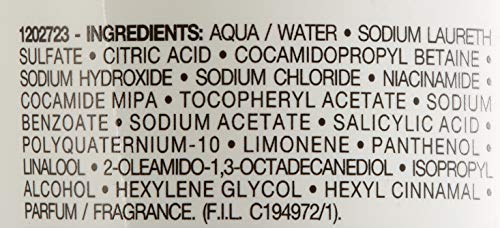 1202723 - INGREDIENTS: AQUA / WATER • SODIUM LAURETH
SULFATE • CITRIC ACID • COCAMIDOPROPYL BETAINE •
SODIUM HYDROXIDE • SODIUM CHLORIDE • NIACINAMIDE •
COCAMIDE MIPA • TOCOPHERYL ACETATE • SODIUM
BENZOATE • SODIUM ACETATE • SALICYLIC ACID •
POLYQUATERNIUM-10 • LIMONENE • PANTHENOL •
LINALOOL • 2-OLEAMIDO-1,3-OCTADECANEDIOL • ISOPROPYL
ALCOHOL • HEXYLENE GLYCOL • HEXYL CINNAMAL •
PARFUM / FRAGRANCE. (F.I.L. C194972/1).